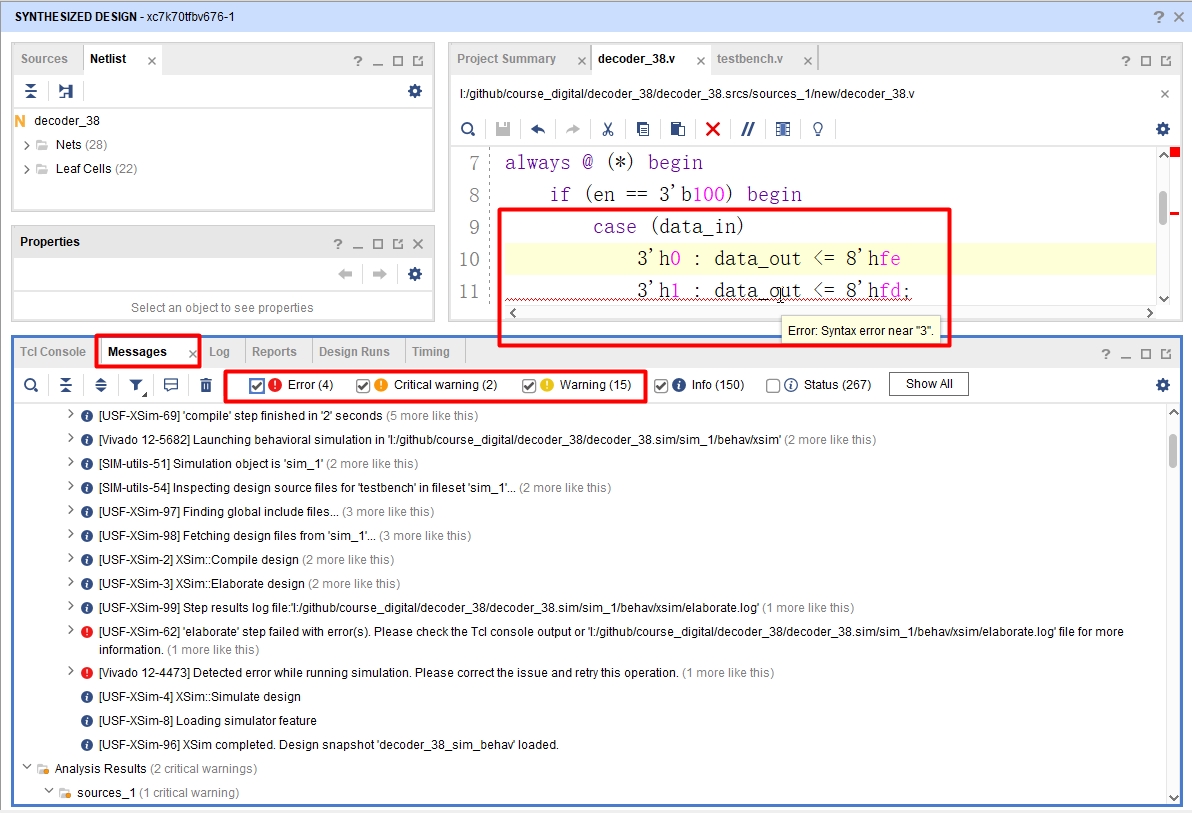 SYNTHESIZED DESIGN - xc7k70tfbv676-1
Sources
Netlist
decoder_38
Nets (28)
Leaf Cells (22)
Properties
Select an object to see properties
Project Summary
decoder_38.v
testbench.v
I:/github/course_digital/decoder_38/decoder_38.srcs/sources_1/new/decoder_38.v
7 always @ (*) begin
8 if (en == 3'b100) begin
9 case (data_in)
10 3'h0 : data_out <= 8'hfe
11 3'h1 : data_out <= 8'hfd;
Error: Syntax error near "3".
Tcl Console
Messages
Log
Reports
Design Runs
Timing
Error (4)
Critical warning (2)
Warning (15)
Info (150)
Status (267)
Show All
[USF-XSim-69] 'compile' step finished in '2' seconds (5 more like this)
[Vivado 12-5682] Launching behavioral simulation in 'I:/github/course_digital/decoder_38/decoder_38.sim/sim_1/behav/xsim' (2 more like this)
[SIM-utils-51] Simulation object is 'sim_1' (2 more like this)
[SIM-utils-54] Inspecting design source files for 'testbench' in fileset 'sim_1'... (2 more like this)
[USF-XSim-97] Finding global include files... (3 more like this)
[USF-XSim-98] Fetching design files from 'sim_1'... (3 more like this)
[USF-XSim-2] XSim::Compile design (2 more like this)
[USF-XSim-3] XSim::Elaborate design (2 more like this)
[USF-XSim-99] Step results log file:'I:/github/course_digital/decoder_38/decoder_38.sim/sim_1/behav/xsim/elaborate.log' (1 more like this)
[USF-XSim-62] 'elaborate' step failed with error(s). Please check the Tcl console output or 'I:/github/course_digital/decoder_38/decoder_38.sim/sim_1/behav/xsim/elaborate.log' file for more
information. (1 more like this)
[Vivado 12-4473] Detected error while running simulation. Please correct the issue and retry this operation. (1 more like this)
[USF-XSim-4] XSim::Simulate design
[USF-XSim-8] Loading simulator feature
[USF-XSim-96] XSim completed. Design snapshot 'decoder_38_sim_behav' loaded.
Analysis Results (2 critical warnings)
sources_1 (1 critical warning)